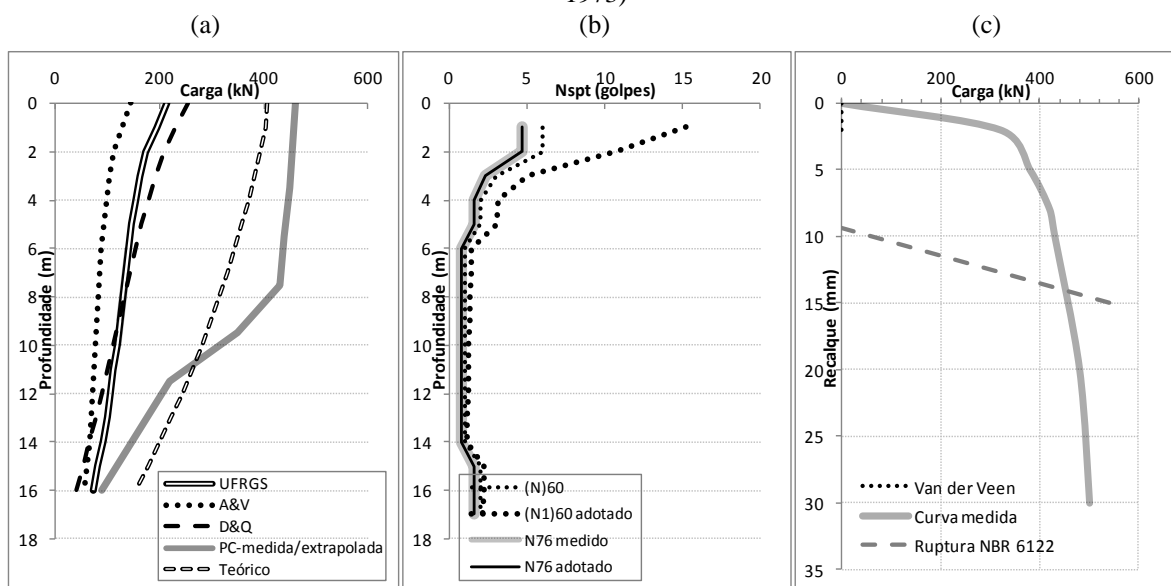 1975)
(a)
(b)
(c)
0 200 400 600
Carga (kN)
0
2
4
6
8
10
12
14
16
18
Profundidade (m)
UFRGS
A&V
D&Q
PC-medida/extrapolada
Teórico
0 5 10 15 20
Nspt (golpes)
0
2
4
6
8
10
12
14
16
18
Profundidade (m)
(N)60
(N1)60 adotado
N76 medido
N76 adotado
0 200 400 600
Carga (kN)
0
5
10
15
20
25
30
35
Recalque (mm)
Van der Veen
Curva medida
Ruptura NBR 6122